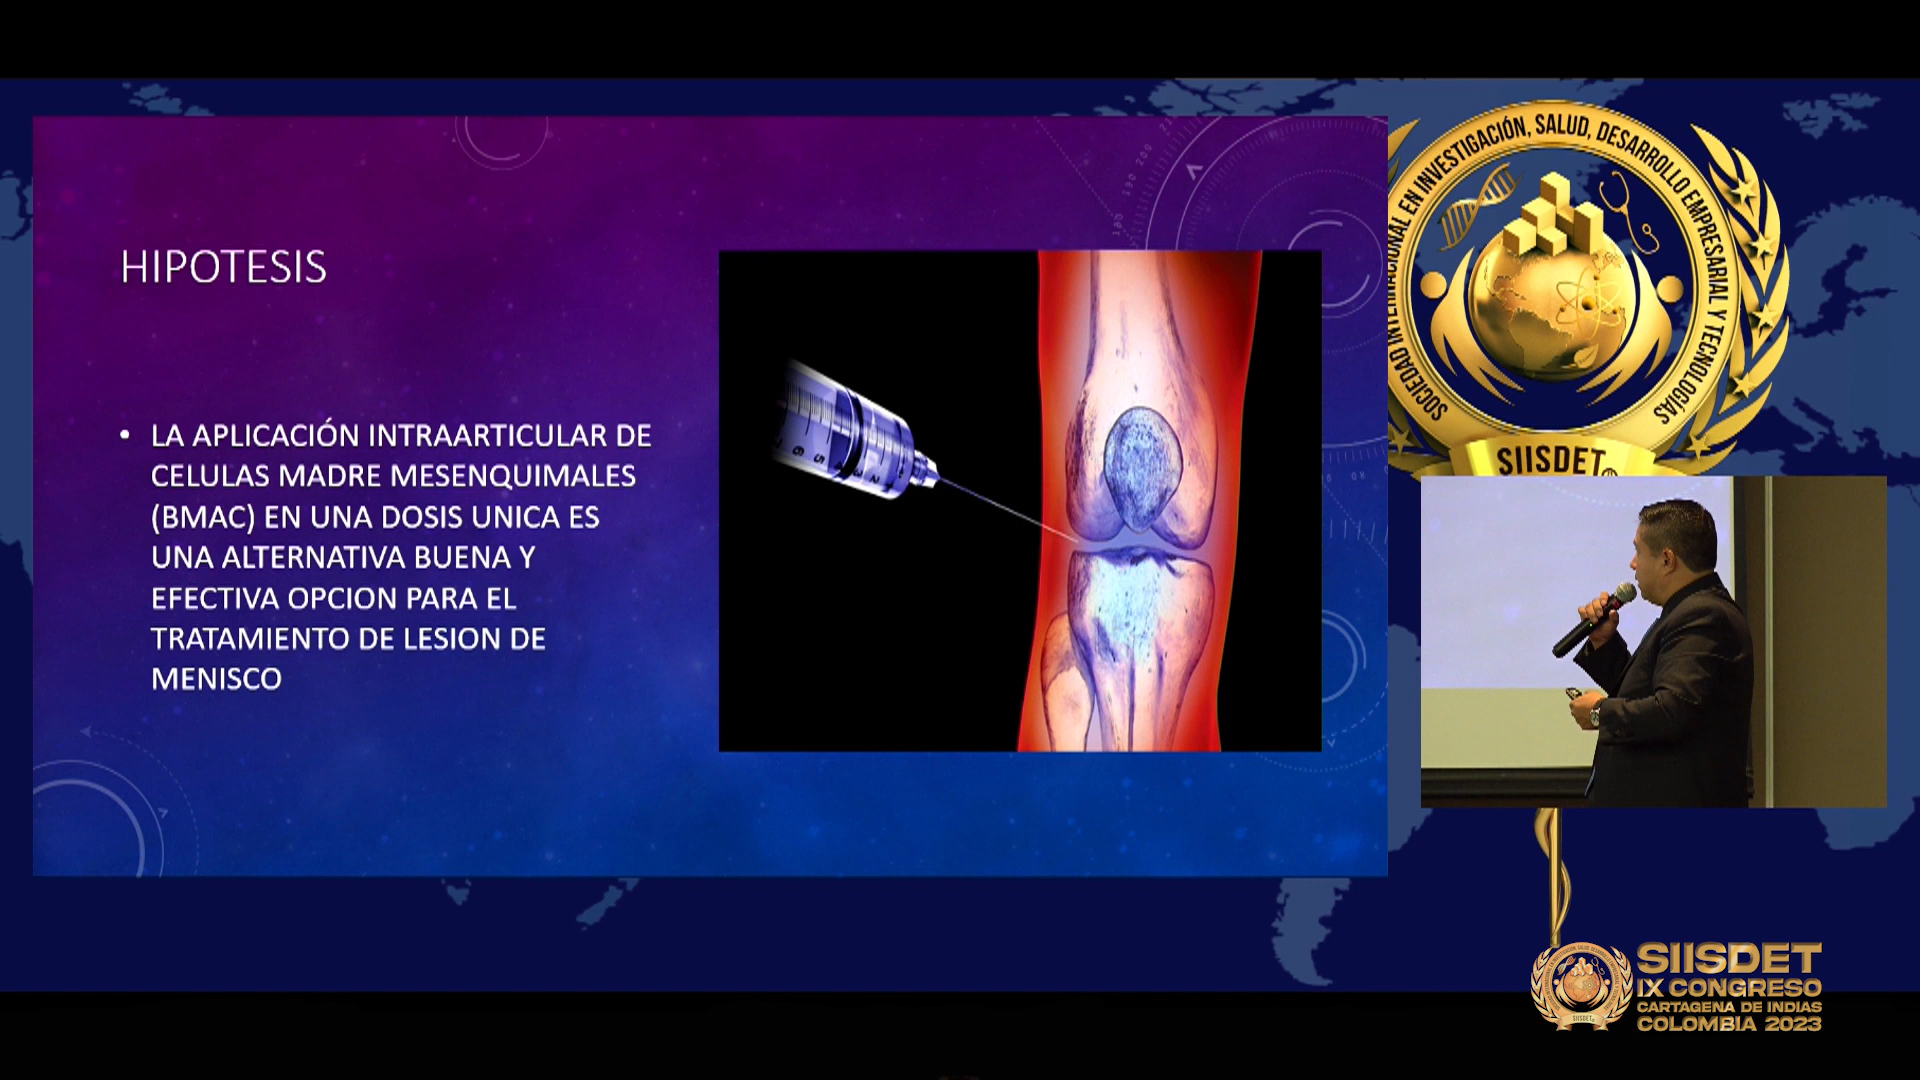 HIPOTESIS
• LA APLICACIÓN INTRAARTICULAR DE
CELULAS MADRE MESENQUIMALES
(BMAC) EN UNA DOSIS UNICA ES
UNA ALTERNATIVA BUENA Y
EFECTIVA OPCION PARA EL
TRATAMIENTO DE LESION DE
MENISCO
SOCIEDAD INTERNACIONAL EN INVESTIGACIÓN, SALUD, DESARROLLO EMPRESARIAL Y TECNOLOGÍAS
SIISDET
SIISDET
IX CONGRESO
CARTAGENA DE INDIAS
COLOMBIA 2023